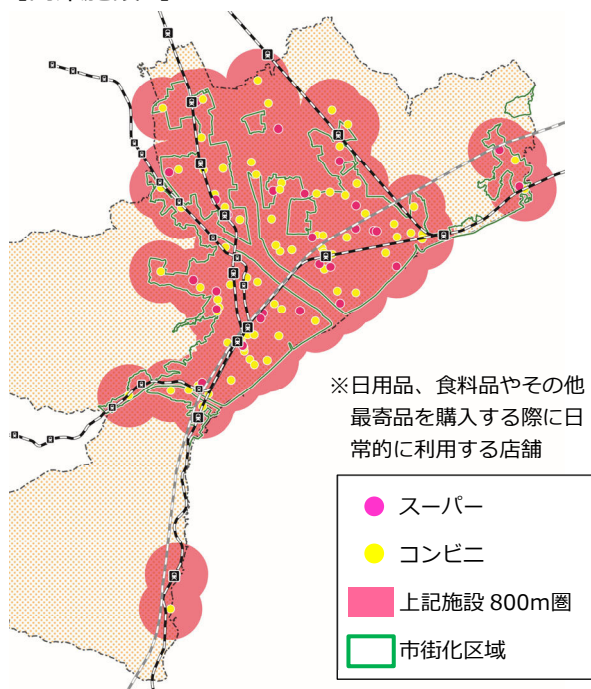 ※日用品、食料品やその他
最寄品を購入する際に日
常的に利用する店舗
スーパー
コンビニ
上記施設 800m圏
市街化区域